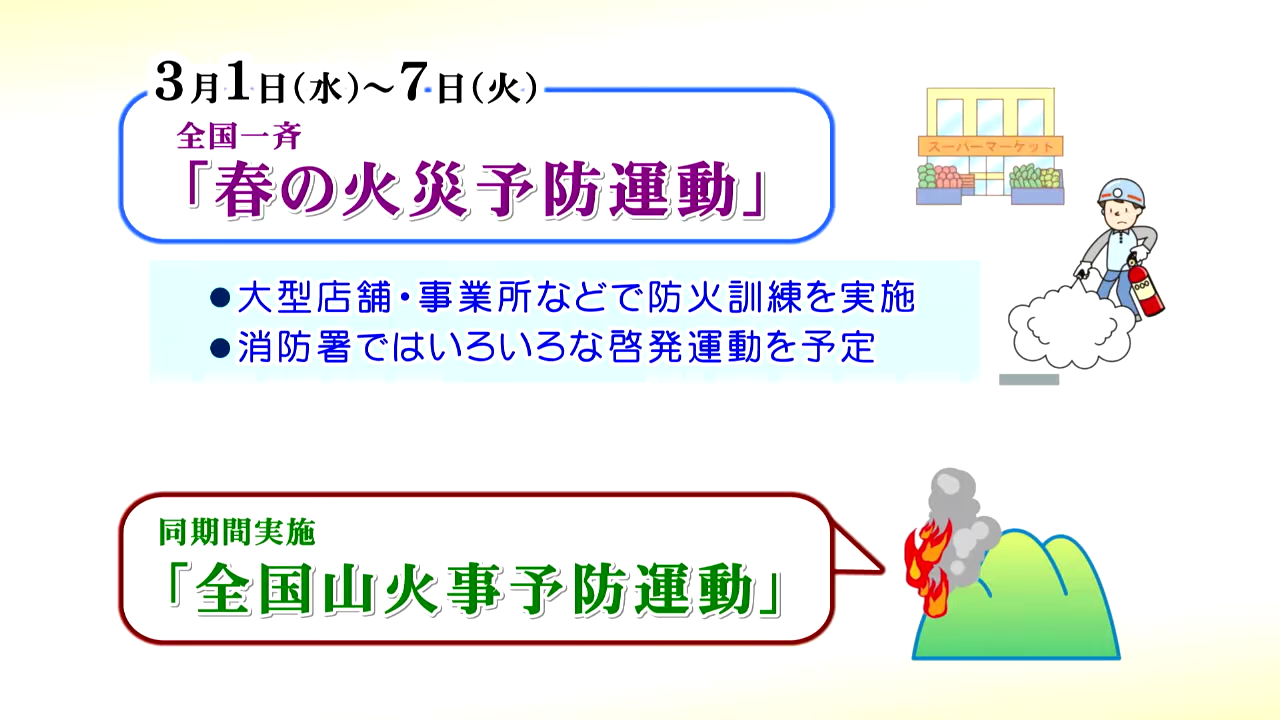 3月1日(水)～7日(火)
全国一斉
「春の火災予防運動」
スーパーマーケット
●大型店舗・事業所などで防火訓練を実施
●消防署ではいろいろな啓発運動を予定
同期間実施
「全国山火事予防運動」